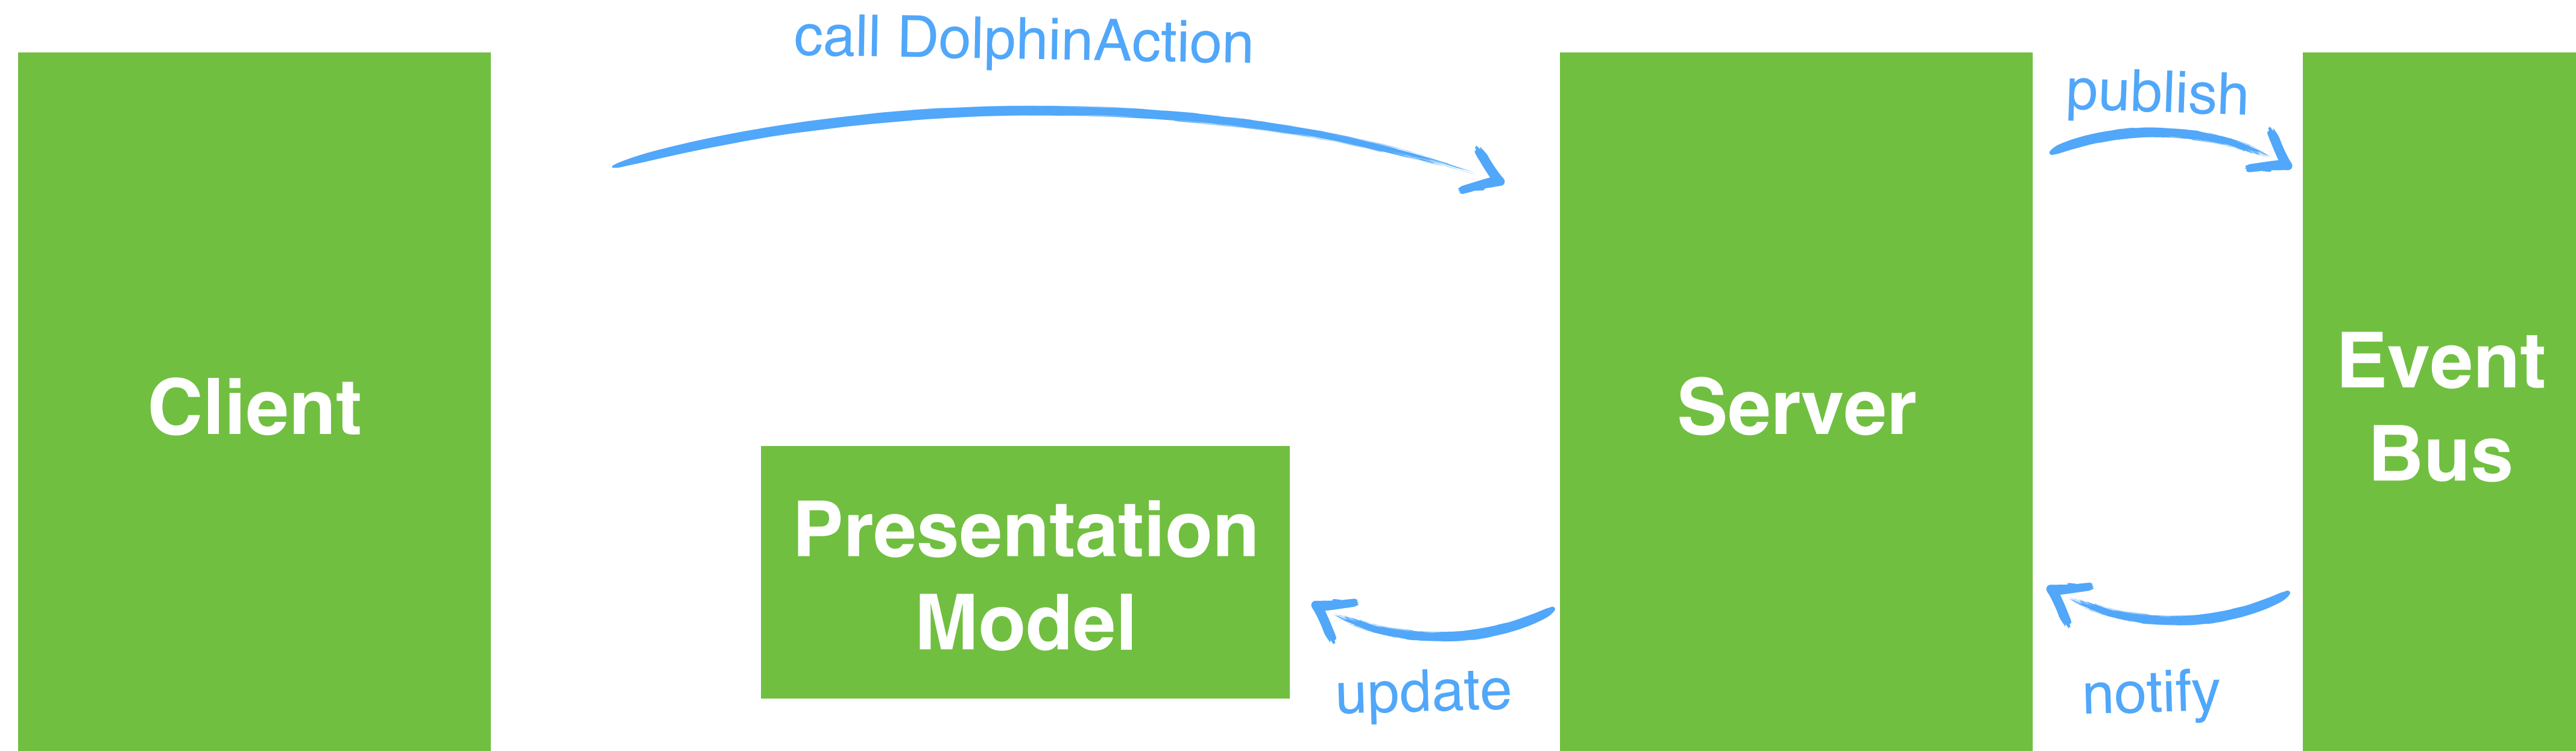 call DolphinAction
publish
Client
Server
Event
Bus
Presentation
Model
update
notify